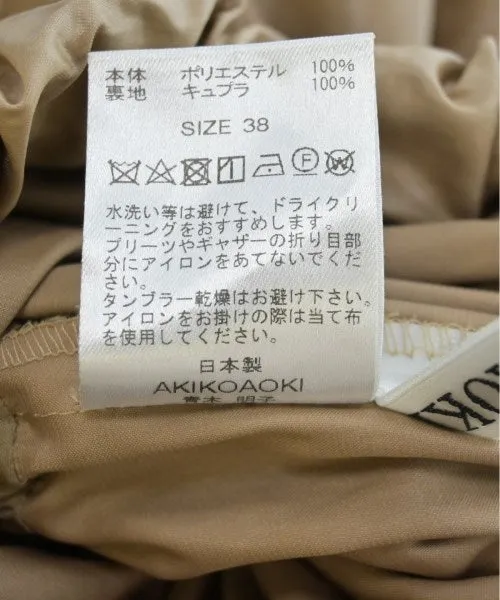 本体 ポリエステル 100%
裏地 キュプラ 100%
SIZE 38
F W
水洗い等は避けて、ドライクリ
ーニングをおすすめします。
プリーツやギャザーの折り目部
分にアイロンをあてないでくだ
さい。
タンブラー乾燥はお避け下さい。
アイロンをお掛けの際は当て布
を使用してください。
日本製
AKIKOAOKI
青木 明子
OKI